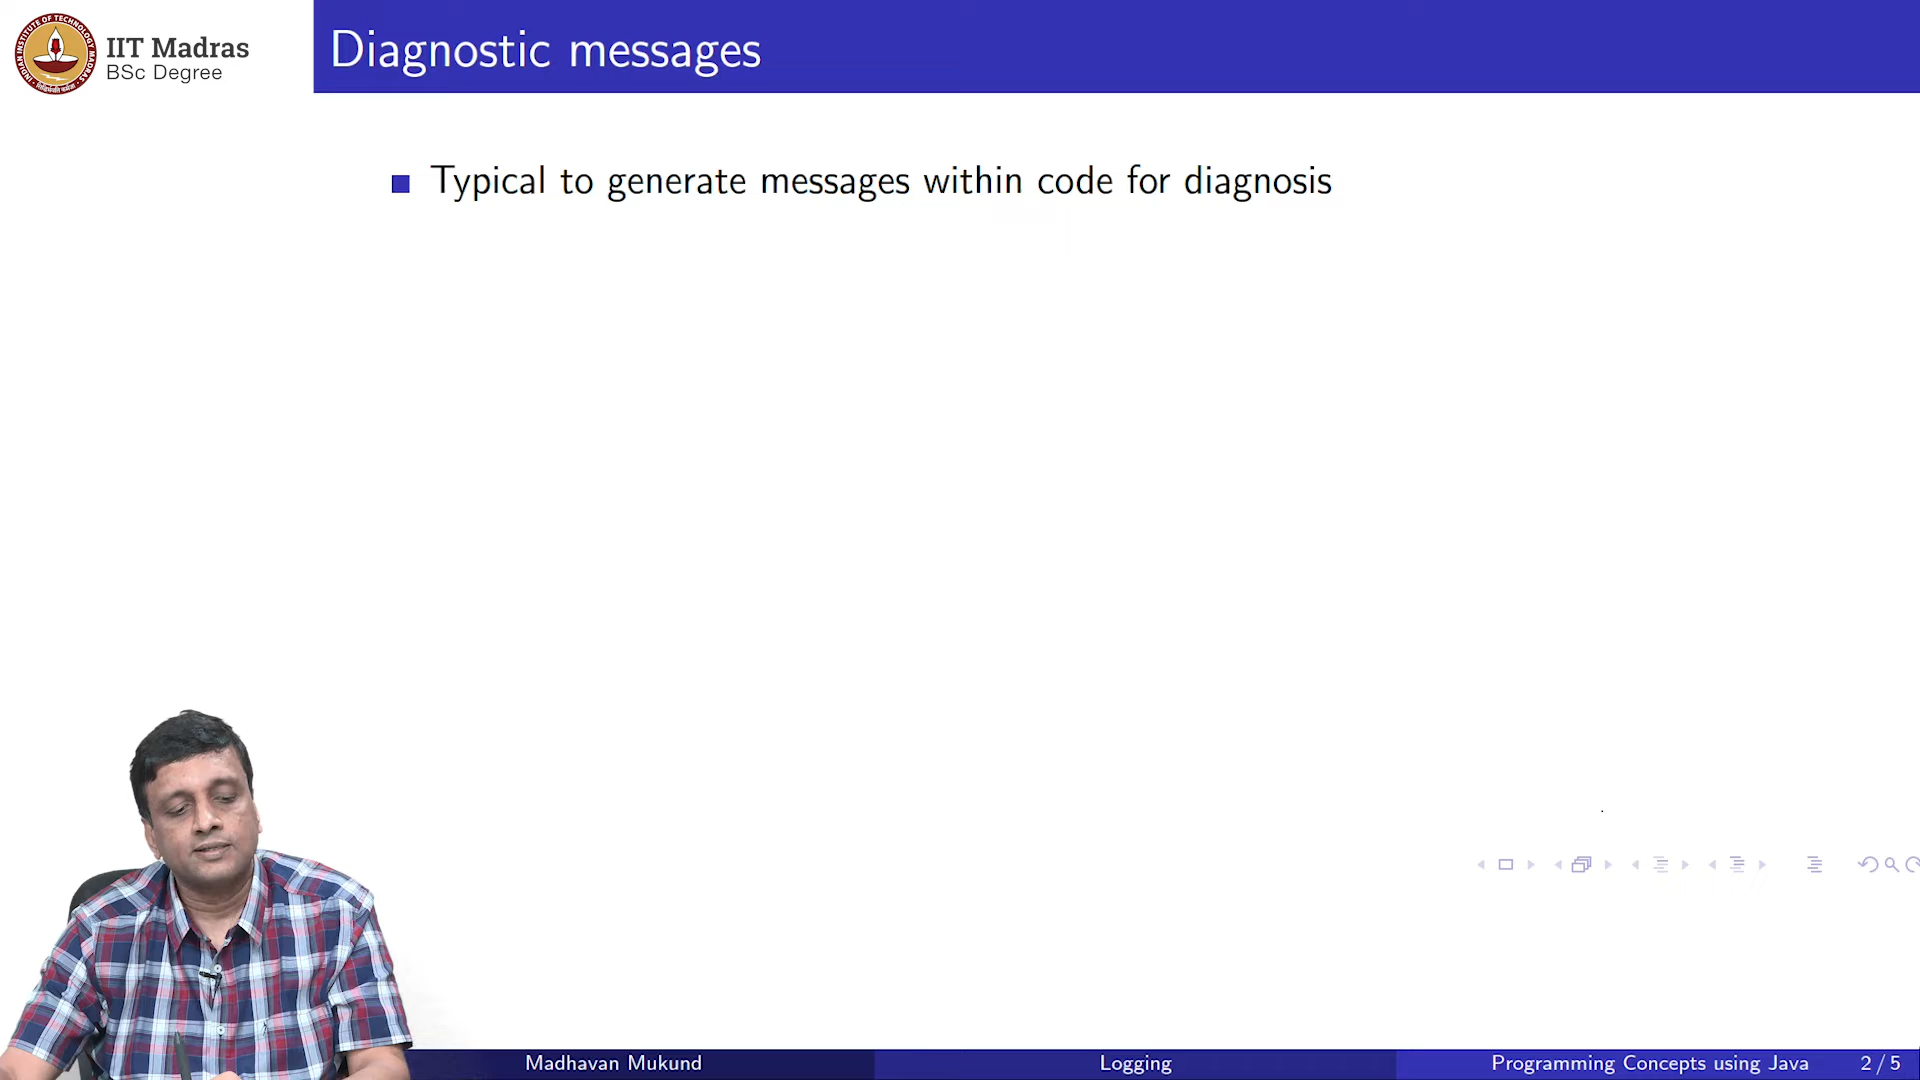 IIT Madras
BSc Degree
Diagnostic messages
Typical to generate messages within code for diagnosis
Madhavan Mukund
Logging
Programming Concepts using Java
2 / 5